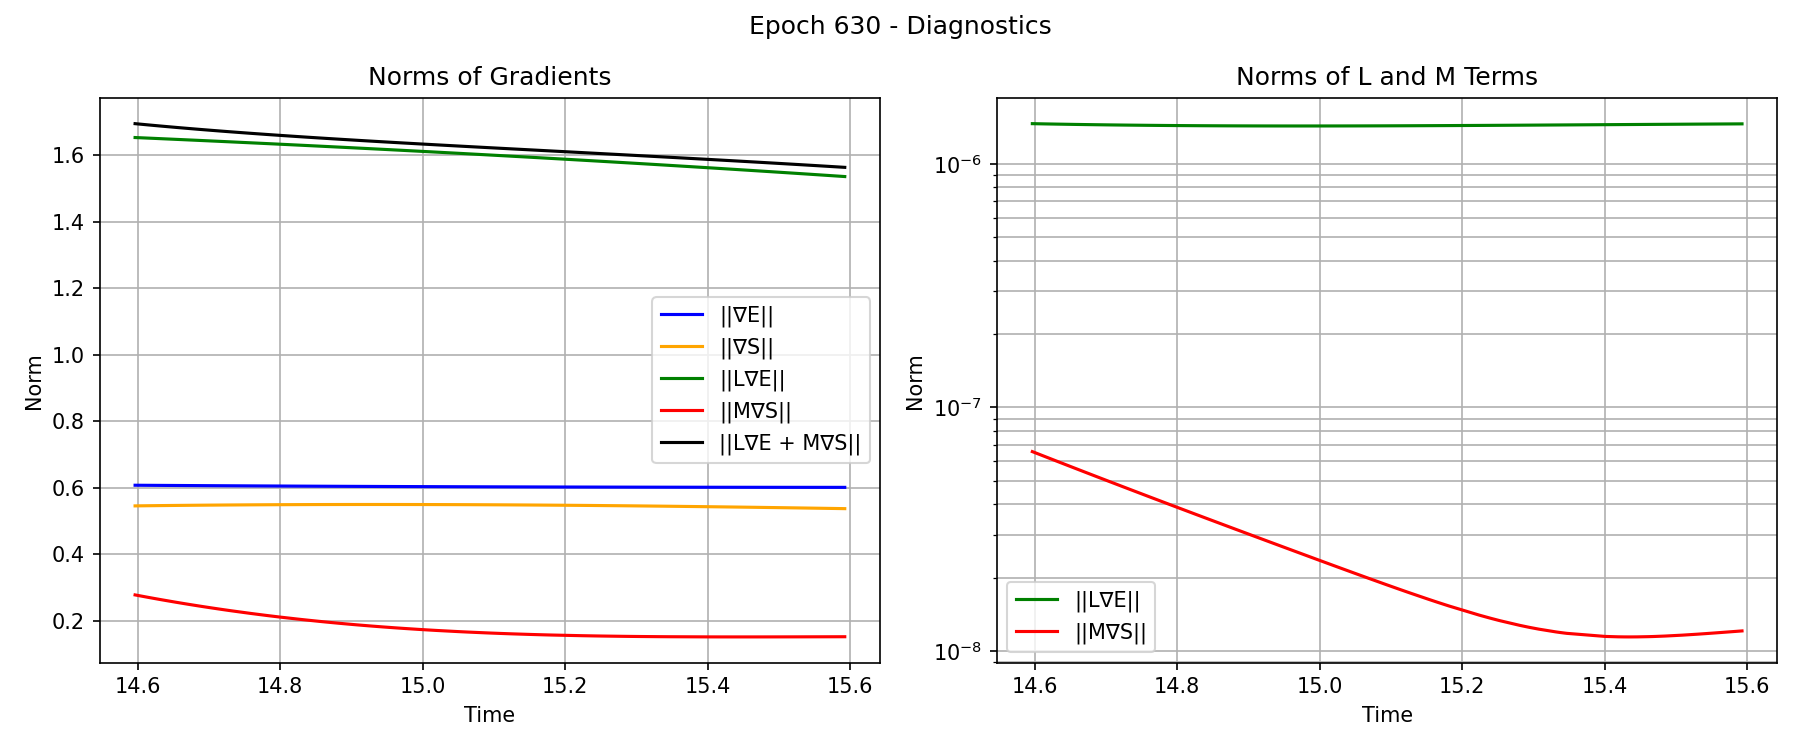 Epoch 630 - Diagnostics
Norms of Gradients
Norm
1.6
1.4
1.2
1.0
0.8
0.6
0.4
0.2
||∇E||
||∇S||
||L∇E||
||M∇S||
||L∇E + M∇S||
14.6 14.8 15.0 15.2 15.4 15.6
Time
Norms of L and M Terms
Norm
10⁻⁶
10⁻⁷
10⁻⁸
||L∇E||
||M∇S||
14.6 14.8 15.0 15.2 15.4 15.6
Time